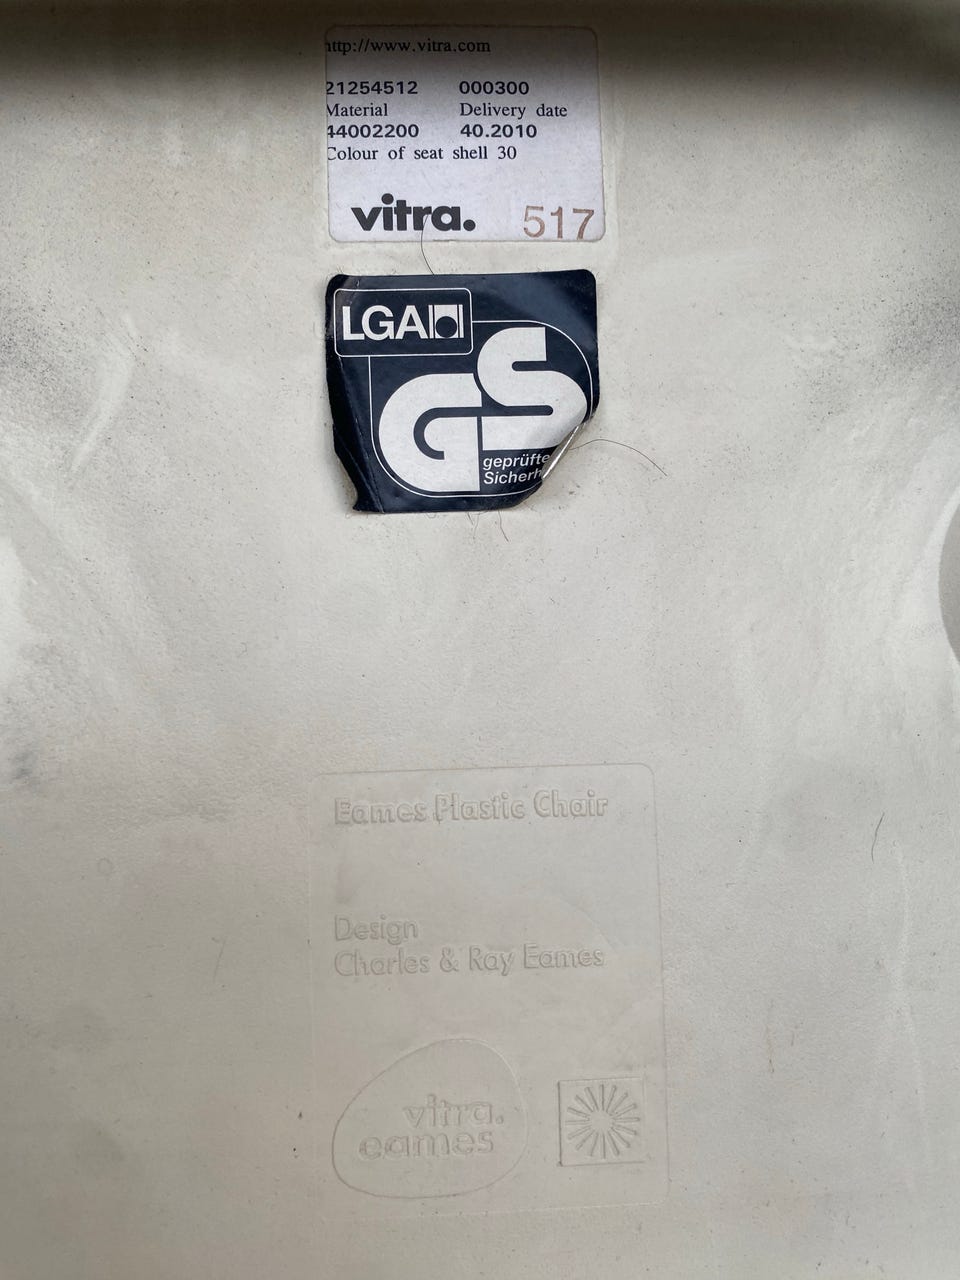 http://www.vitra.com
21254512 000300
Material Delivery date
44002200 40.2010
Colour of seat shell 30
vitra. 517
LGA
GS
geprüfte
Sicherh
Eames Plastic Chair
Design
Charles & Ray Eames
vitra.
eames